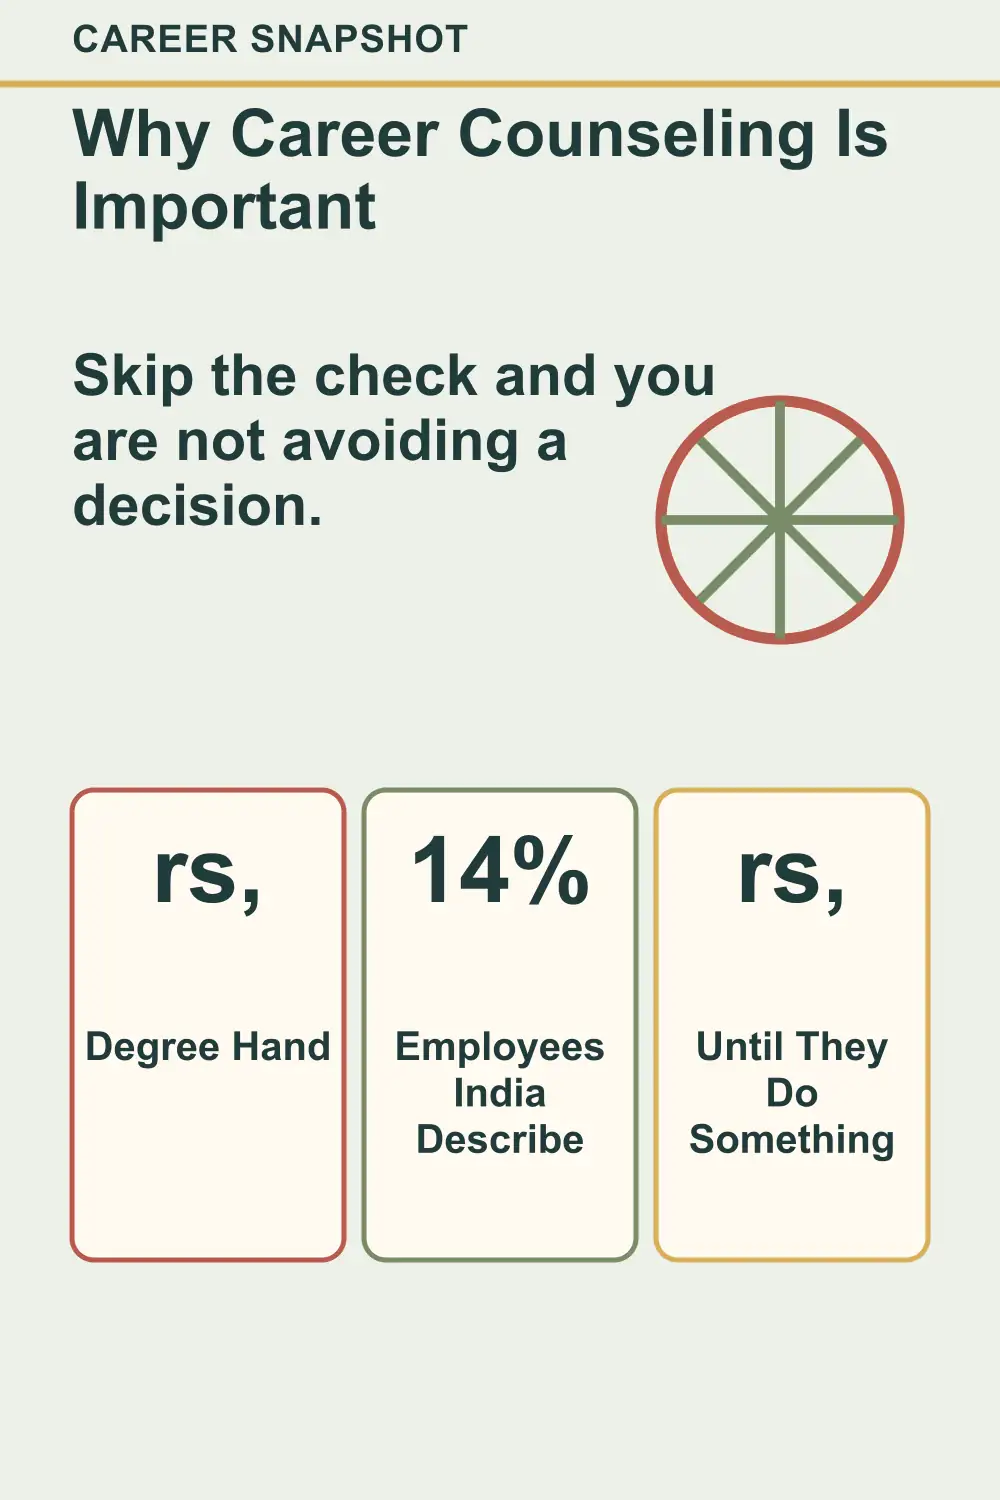 CAREER SNAPSHOT
Why Career Counseling Is
Important
Skip the check and you
are not avoiding a
decision.
rs,
Degree Hand
14%
Employees
India
Describe
rs,
Until They
Do
Something